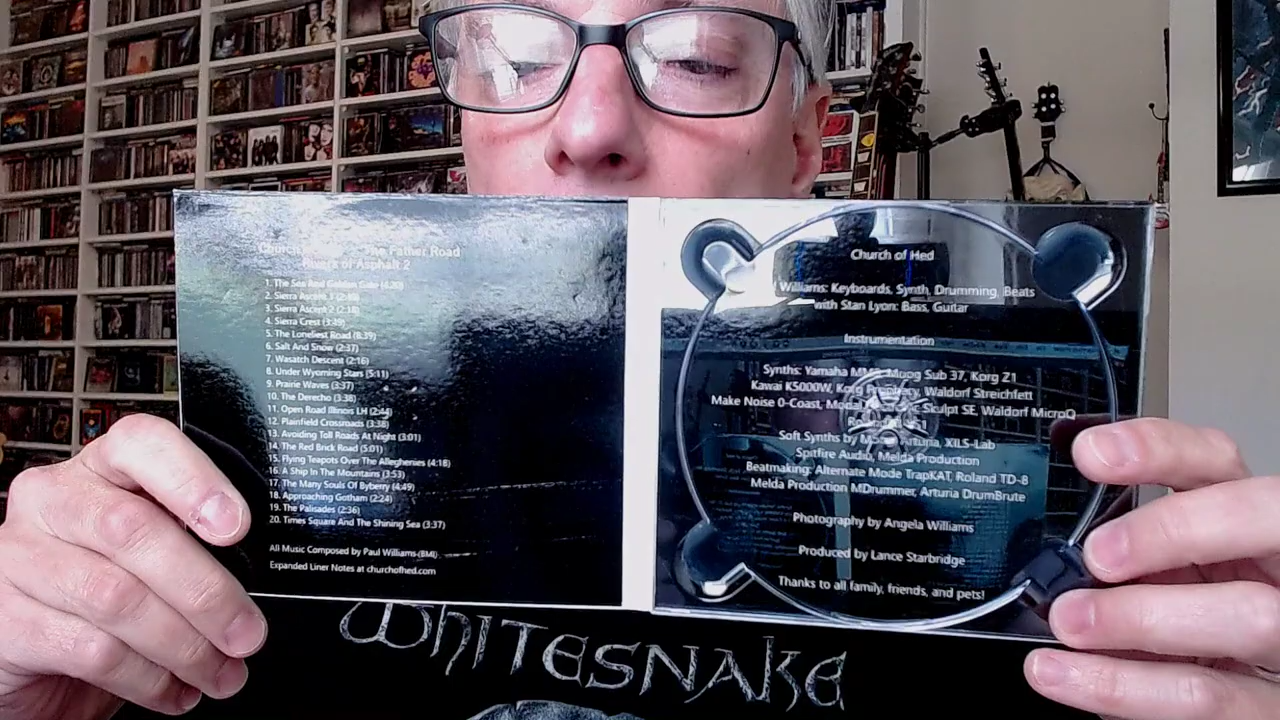 The Father Road
Rivers of Asphalt 2
1. The Sea And Golden Gate (4:20)
2. Sierra Ascent 1
3. Sierra Ascent 2 (2:18)
4. Sierra Crest (3:49)
5. The Loneliest Road (8:39)
6. Salt And Snow (2:37)
7. Wasatch Descent (2:16)
8. Under Wyoming Stars (5:11)
9. Prairie Waves (3:37)
10. The Derecho (3:38)
11. Open Road Illinois LH (2:44)
12. Plainfield Crossroads (3:38)
13. Avoiding Toll Roads At Night (3:01)
14. The Red Brick Road (5:01)
15. Flying Teapots Over The Alleghenies (4:18)
16. A Ship In The Mountains (3:53)
17. The Many Souls Of Byberry (4:49)
18. Approaching Gotham (2:24)
19. The Palisades (2:36)
20. Times Square And The Shining Sea (3:37)
All Music Composed by Paul Williams (BMI)
Expanded Liner Notes at churchofhed.com
Church of Hed
Williams: Keyboards, Synth, Drumming, Beats
with Stan Lyon: Bass, Guitar
Instrumentation
Synths: Yamaha Moog Sub 37, Korg Z1
Kawai K5000W, Korg Prophecy, Waldorf Streichfett
Make Noise 0-Coast, Sculpt SE, Waldorf MicroQ
Soft Synths by Arturia, XILS-Lab
Spitfire Audio, Melda Production
Beatmaking: Alternate Mode TrapKAT, Roland TD-8
Melda Production MDrummer, Arturia DrumBrute
Photography by Angela Williams
Produced by Lance Starbridge
Thanks to all family, friends, and pets!
WHITESNAKE